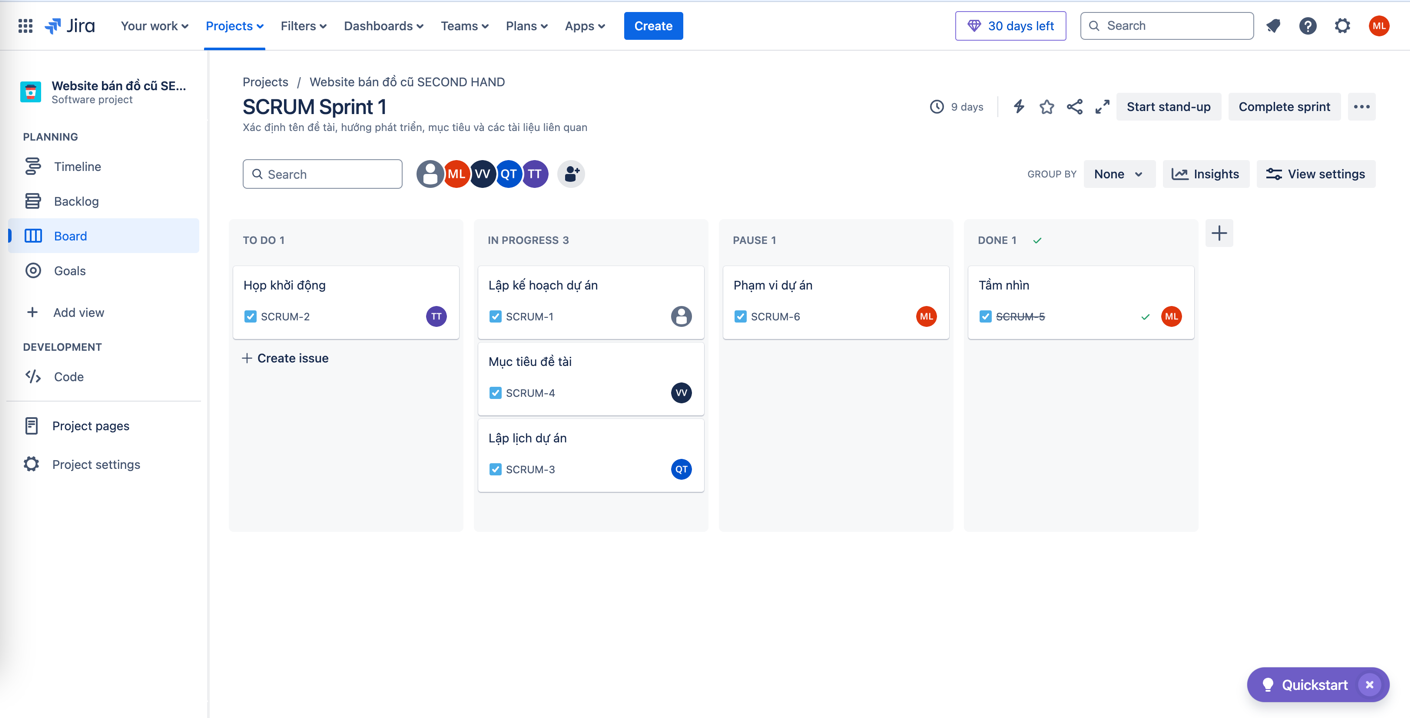 Jira
Your work
Projects
Filters
Dashboards
Teams
Plans
Apps
Create
30 days left
Search
ML
Website bán đồ cũ SE...
Software project
PLANNING
Timeline
Backlog
Board
Goals
Add view
DEVELOPMENT
Code
Project pages
Project settings
Projects / Website bán đồ cũ SECOND HAND
SCRUM Sprint 1
Xác định tên đề tài, hướng phát triển, mục tiêu và các tài liệu liên quan
9 days
Start stand-up
Complete sprint
Search
ML VV QT TT
GROUP BY
None
Insights
View settings
TO DO 1
Họp khởi động
SCRUM-2
TT
Create issue
IN PROGRESS 3
Lập kế hoạch dự án
SCRUM-1
Mục tiêu đề tài
SCRUM-4
VV
Lập lịch dự án
SCRUM-3
QT
PAUSE 1
Phạm vi dự án
SCRUM-6
ML
DONE 1
Tầm nhìn
SCRUM-5
ML
Quickstart